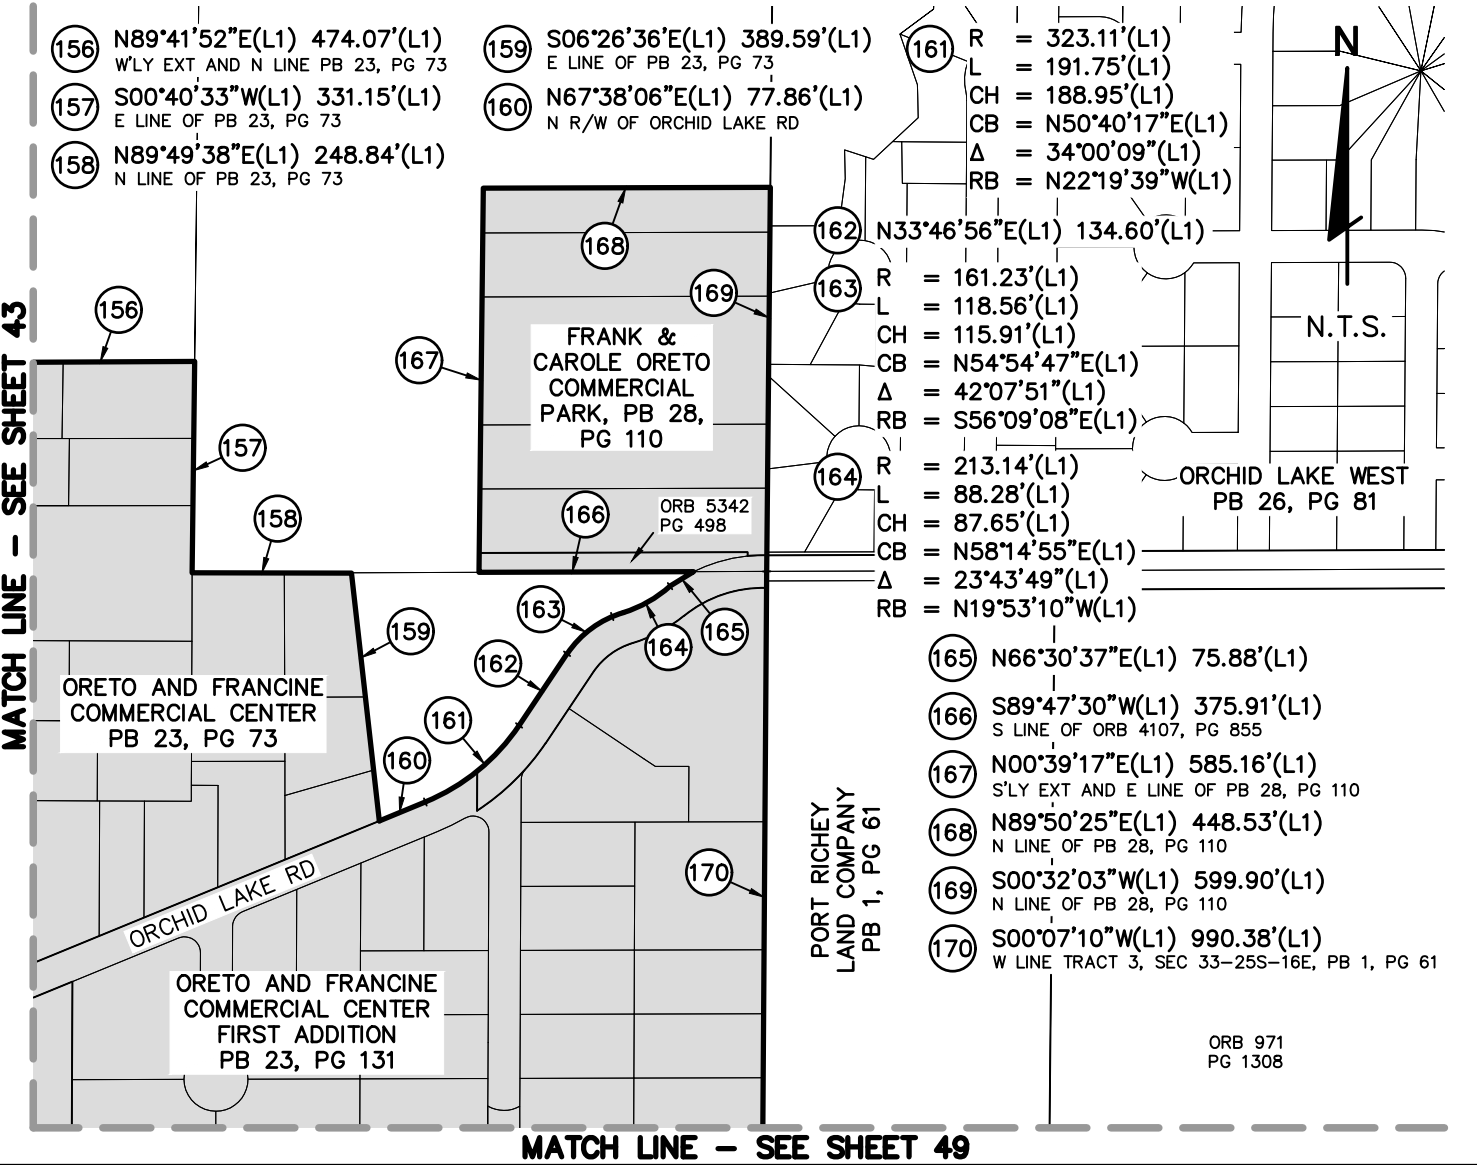 156 N89°41'52"E(L1) 474.07'(L1)
W'LY EXT AND N LINE PB 23, PG 73
157 S00°40'33"W(L1) 331.15'(L1)
E LINE OF PB 23, PG 73
158 N89°49'38"E(L1) 248.84'(L1)
N LINE OF PB 23, PG 73
159 S06°26'36"E(L1) 389.59'(L1)
E LINE OF PB 23, PG 73
160 N67°38'06"E(L1) 77.86'(L1)
N R/W OF ORCHID LAKE RD
161 R = 323.11'(L1)
L = 191.75'(L1)
CH = 188.95'(L1)
CB = N50°40'17"E(L1)
Δ = 34°00'09"(L1)
RB = N22°19'39"W(L1)
162 N33°46'56"E(L1) 134.60'(L1)
163 R = 161.23'(L1)
L = 118.56'(L1)
CH = 115.91'(L1)
CB = N54°54'47"E(L1)
Δ = 42°07'51"(L1)
RB = S56°09'08"E(L1)
164 R = 213.14'(L1)
L = 88.28'(L1)
CH = 87.65'(L1)
CB = N58°14'55"E(L1)
Δ = 23°43'49"(L1)
RB = N19°53'10"W(L1)
165 N66°30'37"E(L1) 75.88'(L1)
166 S89°47'30"W(L1) 375.91'(L1)
S LINE OF ORB 4107, PG 855
167 N00°39'17"E(L1) 585.16'(L1)
S'LY EXT AND E LINE OF PB 28, PG 110
168 N89°50'25"E(L1) 448.53'(L1)
N LINE OF PB 28, PG 110
169 S00°32'03"W(L1) 599.90'(L1)
N LINE OF PB 28, PG 110
170 S00°07'10"W(L1) 990.38'(L1)
W LINE TRACT 3, SEC 33-25S-16E, PB 1, PG 61
N
N.T.S.
ORCHID LAKE WEST
PB 26, PG 81
168
169
156
167
FRANK &
CAROLE ORETO
COMMERCIAL
PARK, PB 28,
PG 110
157
158
166
ORB 5342
PG 498
163
159
165
164
162
161
160
ORETO AND FRANCINE
COMMERCIAL CENTER
PB 23, PG 73
170
PORT RICHEY
LAND COMPANY
PB 1, PG 61
ORCHID LAKE RD
ORETO AND FRANCINE
COMMERCIAL CENTER
FIRST ADDITION
PB 23, PG 131
ORB 971
PG 1308
MATCH LINE - SEE SHEET 43
MATCH LINE - SEE SHEET 49